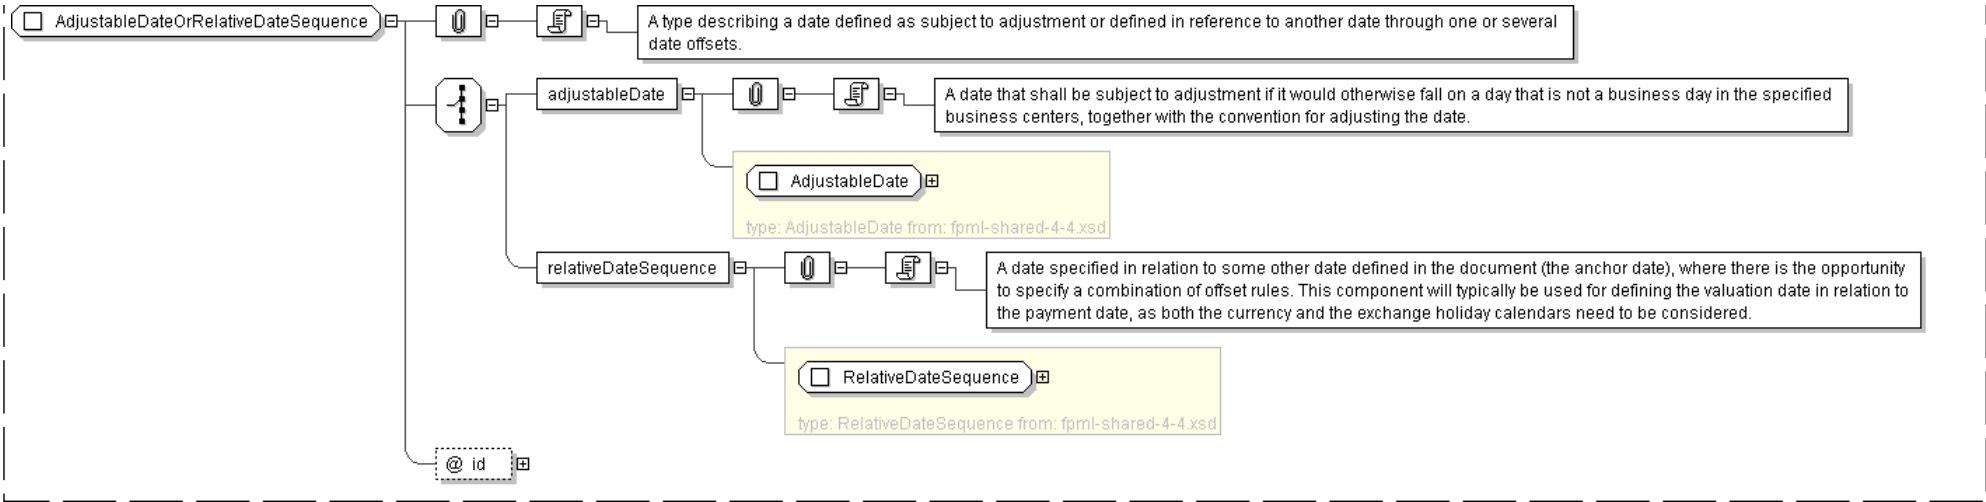 AdjustableDateOrRelativeDateSequence
A type describing a date defined as subject to adjustment or defined in reference to another date through one or several
date offsets.
adjustableDate
A date that shall be subject to adjustment if it would otherwise fall on a day that is not a business day in the specified
business centers, together with the convention for adjusting the date.
AdjustableDate
type: AdjustableDate from: fpml-shared-4-4.xsd
relativeDateSequence
A date specified in relation to some other date defined in the document (the anchor date), where there is the opportunity
to specify a combination of offset rules. This component will typically be used for defining the valuation date in relation to
the payment date, as both the currency and the exchange holiday calendars need to be considered.
RelativeDateSequence
type: RelativeDateSequence from: fpml-shared-4-4.xsd
@ id